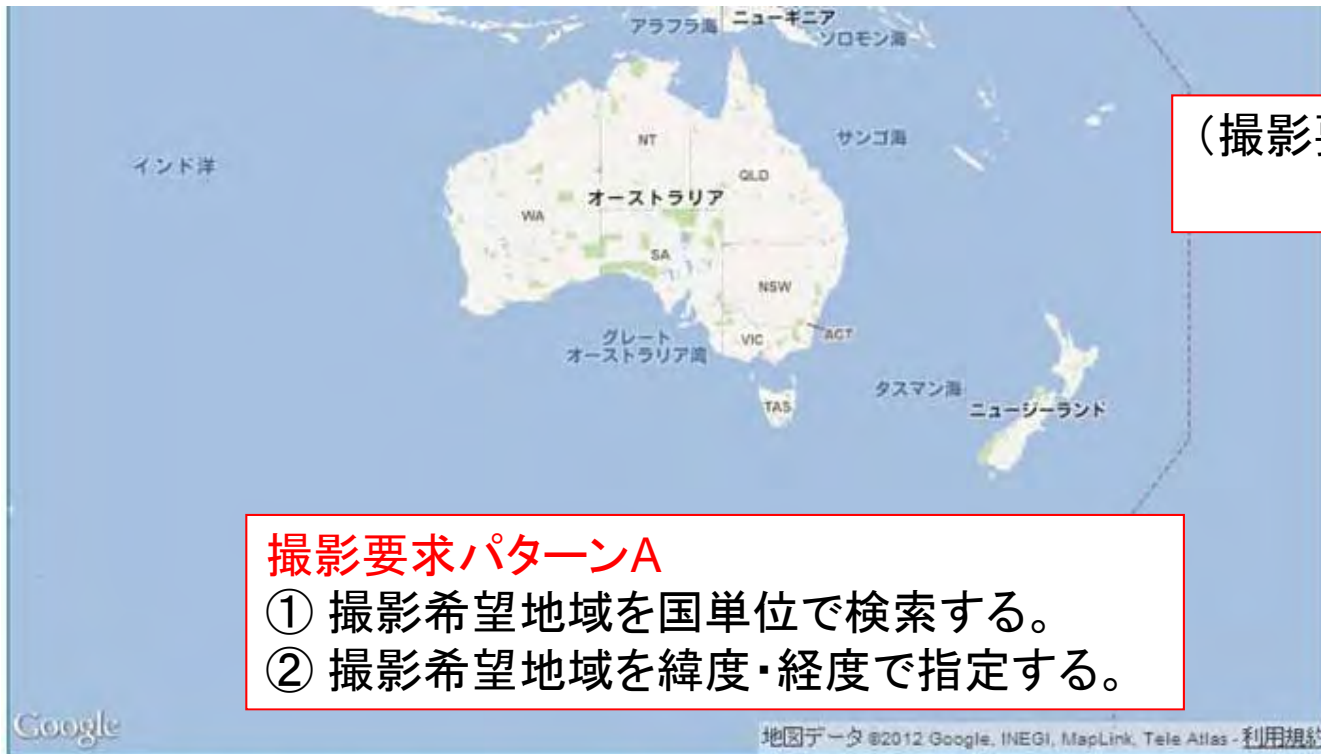 アラフラ海
ニューギニア
ソロモン海
(撮影
インド洋
サンゴ海
NT
QLD
オーストラリア
WA
SA
NSW
グレート
オーストラリア湾
VIC
ACT
タスマン海
TAS
ニュージーランド
撮影要求パターンA
① 撮影希望地域を国単位で検索する。
② 撮影希望地域を緯度・経度で指定する。
Google
地図データ ©2012 Google, INEGI, MapLink, Tele Atlas - 利用規約